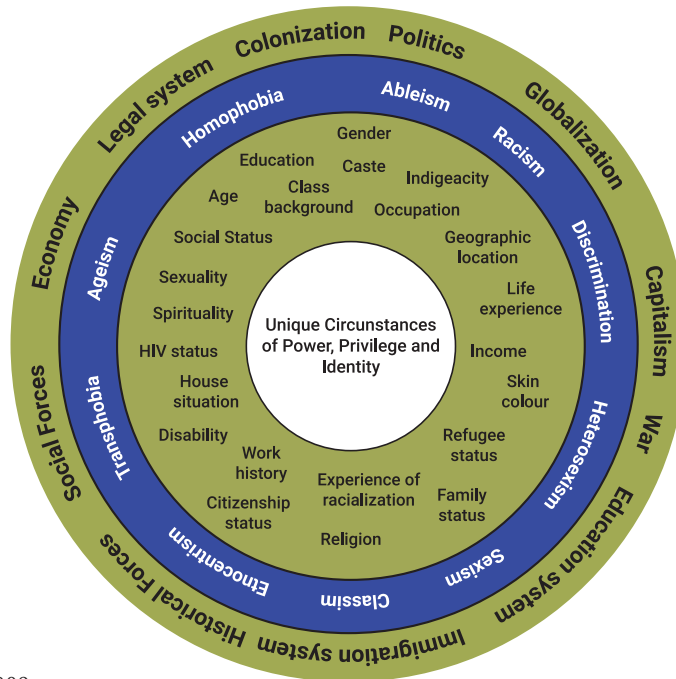 Colonization
Politics
Globalization
Capitalism
War
Education system
Immigration system
Historical Forces
Social Forces
Economy
Legal system
Homophobia
Ableism
Racism
Discrimination
Heterosexism
Sexism
Classim
Etnocentrism
Transphobia
Ageism
Gender
Education
Caste
Indigeacity
Age
Class
background
Occupation
Social Status
Geographic
location
Sexuality
Life
experience
Spirituality
Unique Circunstances
of Power, Privilege and
Identity
HIV status
Income
House
situation
Skin
colour
Disability
Refugee
status
Work
history
Experience of
racialization
Family
status
Citizenship
status
Religion